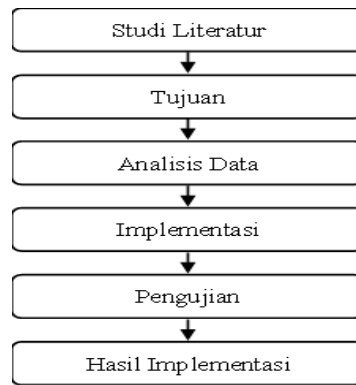 Studi Literatur
Tujuan
Analisis Data
Implementasi
Pengujian
Hasil Implementasi